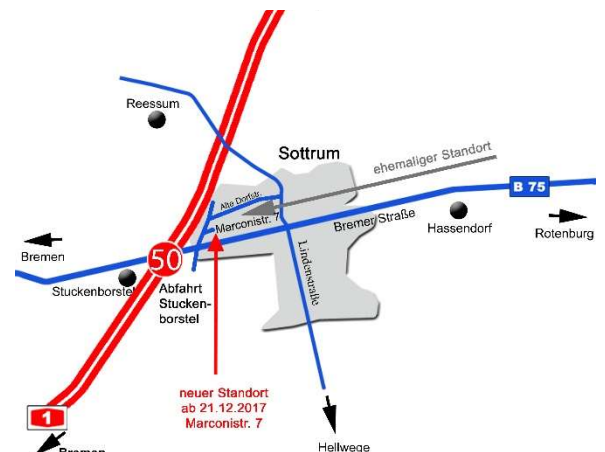 Reessum
Sottrum
ehemaliger Standort
B 75
Alte Dorfstr.
Marconistr. 7
Bremer Straße
Hassendorf
Rotenburg
Bremen
50
Lindenstraße
Stuckenborstel
Abfahrt
Stucken-
borstel
neuer Standort
ab 21.12.2017
Marconistr. 7
1
Bremen
Hellwege